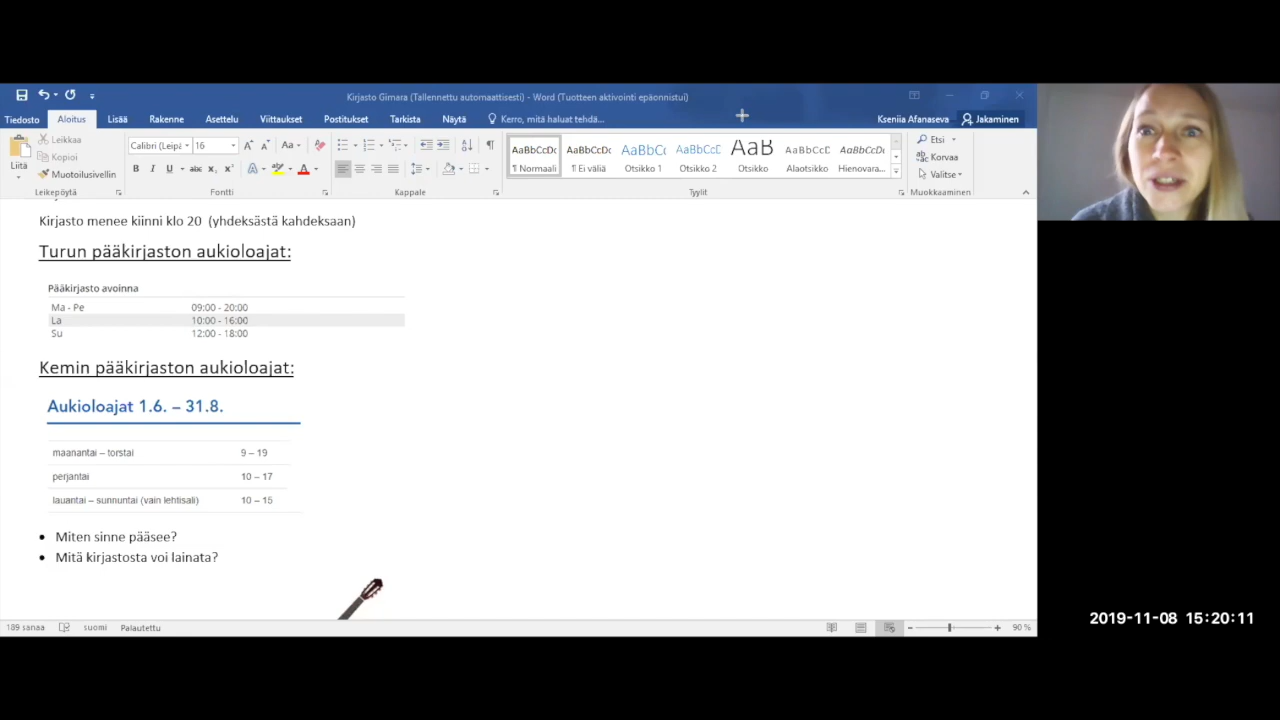 Kirjasto Gimara (Tallennettu automaattisesti) - Word (Tuotteen aktivointi epäonnistui)
Tiedosto Aloitus Lisää Rakenne Asettelu Viittaukset Postitukset Tarkista Näytä Kerro, mitä haluat tehdä... Kseniia Afanaseva Jakaminen
Liitä
Leikkaa
Kopioi
Muotoilusivellin
Leikepöytä
Calibri (Leipä 16
Fontti
Kappale
AaBbCcDc AaBbCcDc AaBbCc AaBbCcD AaB AaBbCcD AaBbCcDc
¶ Normaali ¶ Ei väliä Otsikko 1 Otsikko 2 Otsikko Alaotsikko Hienovara...
Tyylit
Etsi
Korvaa
Valitse
Muokkaaminen
Kirjasto menee kiinni klo 20 (yhdeksästä kahdeksaan)
Turun pääkirjaston aukioloajat:
Pääkirjasto avoinna
Ma - Pe 09:00 - 20:00
La 10:00 - 16:00
Su 12:00 - 18:00
Kemin pääkirjaston aukioloajat:
Aukioloajat 1.6. – 31.8.
maanantai – torstai 9 – 19
perjantai 10 – 17
lauantai – sunnuntai (vain lehtisali) 10 – 15
• Miten sinne pääsee?
• Mitä kirjastosta voi lainata?
189 sanaa suomi Palautettu 90 %
2019-11-08 15:20:11